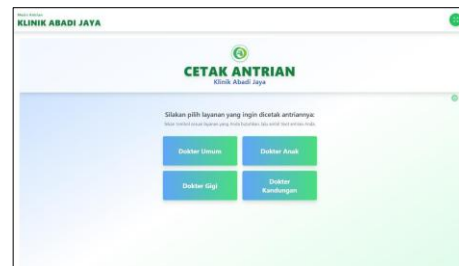 KLINIK ABADI JAYA
CETAK ANTRIAN
Klinik Abadi Jaya
Silakan pilih layanan yang ingin dicetak antriannya:
Dokter Umum
Dokter Anak
Dokter Gigi
Dokter
Kandungan